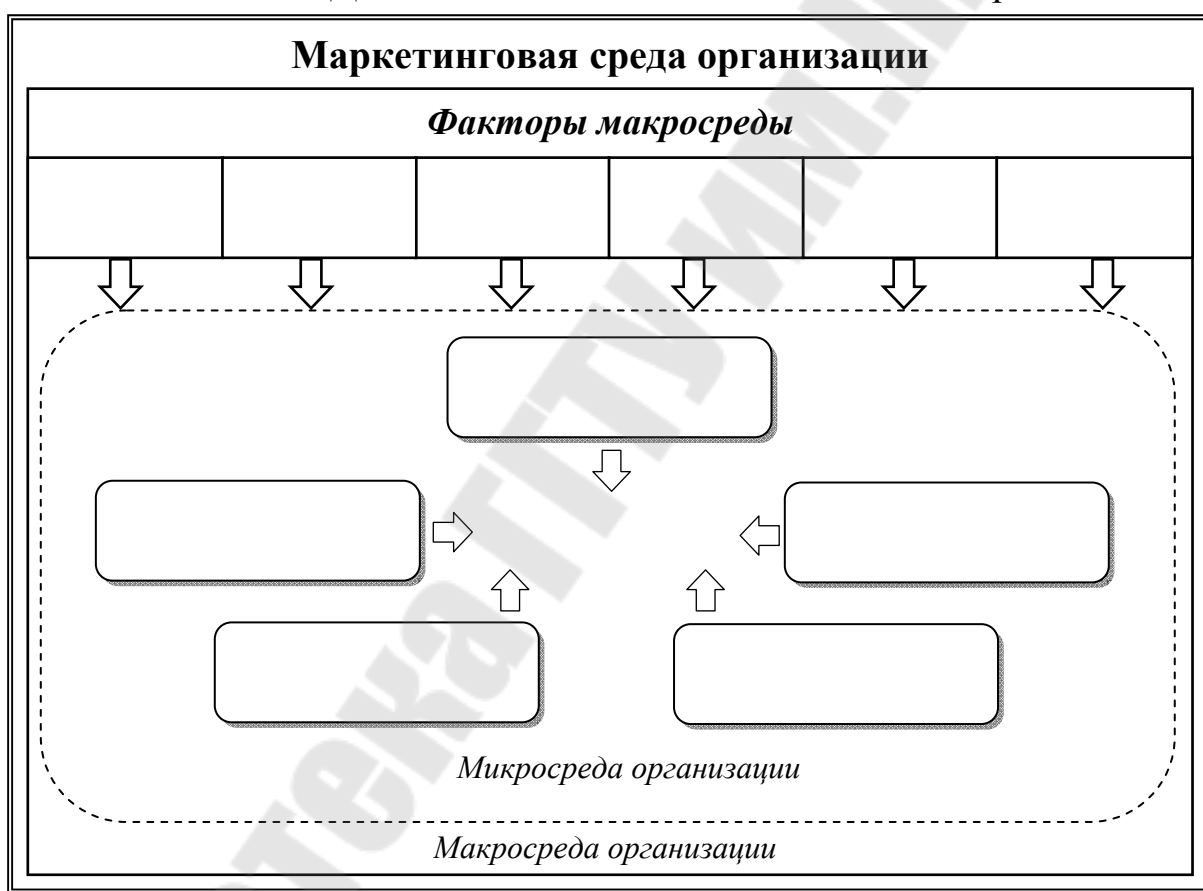 Маркетинговая среда организации
Факторы макросреды
Микросреда организации
Макросреда организации